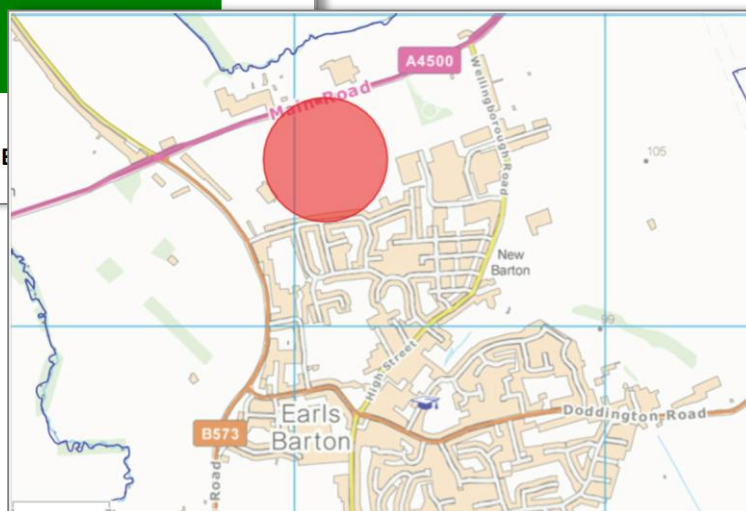 A4500
Main Road
Wellingborough Road
105
New
Barton
99
High Street
Earls
Barton
Doddington Road
B573
Road